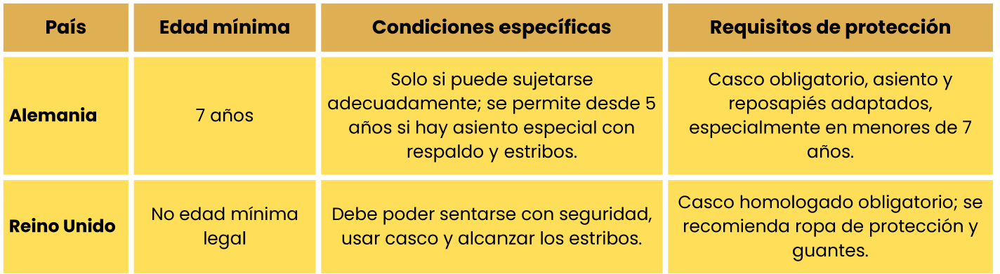 País
Edad mínima
Condiciones específicas
Requisitos de protección
Alemania
7 años
Solo si puede sujetarse
adecuadamente; se permite desde 5
años si hay asiento especial con
respaldo y estribos.
Casco obligatorio, asiento y
reposapiés adaptados,
especialmente en menores de 7
años.
Reino Unido
No edad mínima
legal
Debe poder sentarse con seguridad,
usar casco y alcanzar los estribos.
Casco homologado obligatorio; se
recomienda ropa de protección y
guantes.